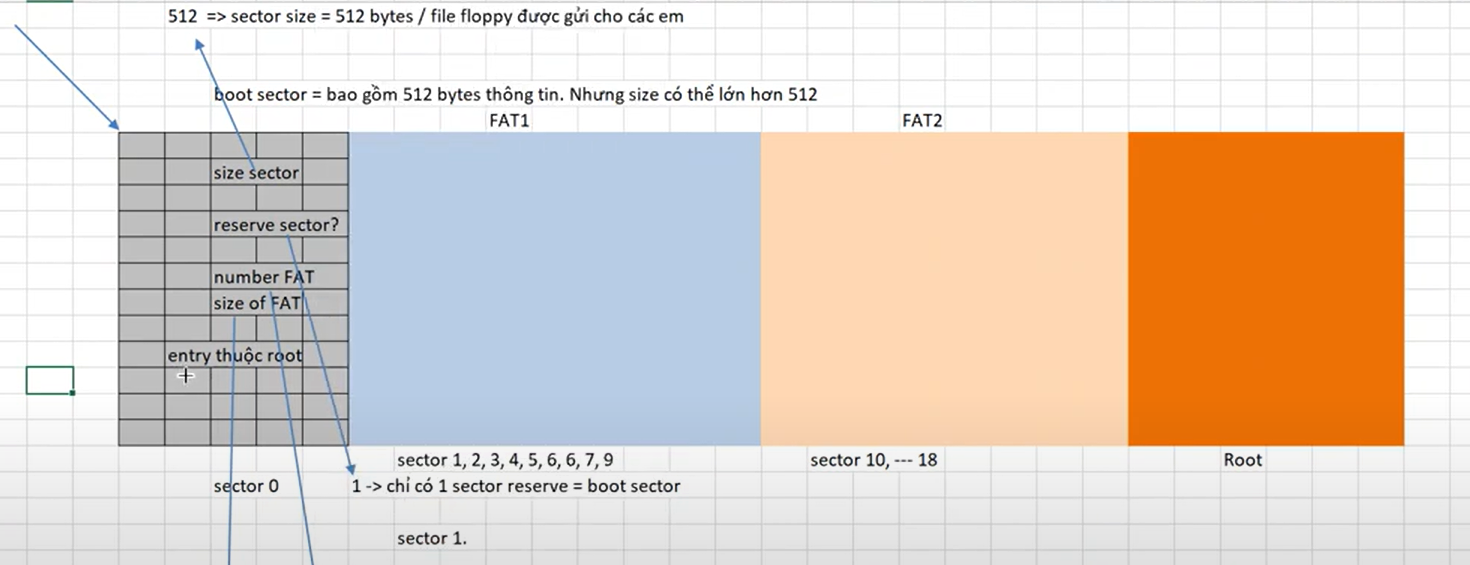 512 => sector size = 512 bytes / file floppy được gửi cho các em
boot sector = bao gồm 512 bytes thông tin. Nhưng size có thể lớn hơn 512
FAT1
FAT2
size sector
reserve sector?
number FAT
size of FAT
entry thuộc root
sector 1, 2, 3, 4, 5, 6, 6, 7, 9
sector 10, --- 18
Root
sector 0
1 -> chỉ có 1 sector reserve = boot sector
sector 1.